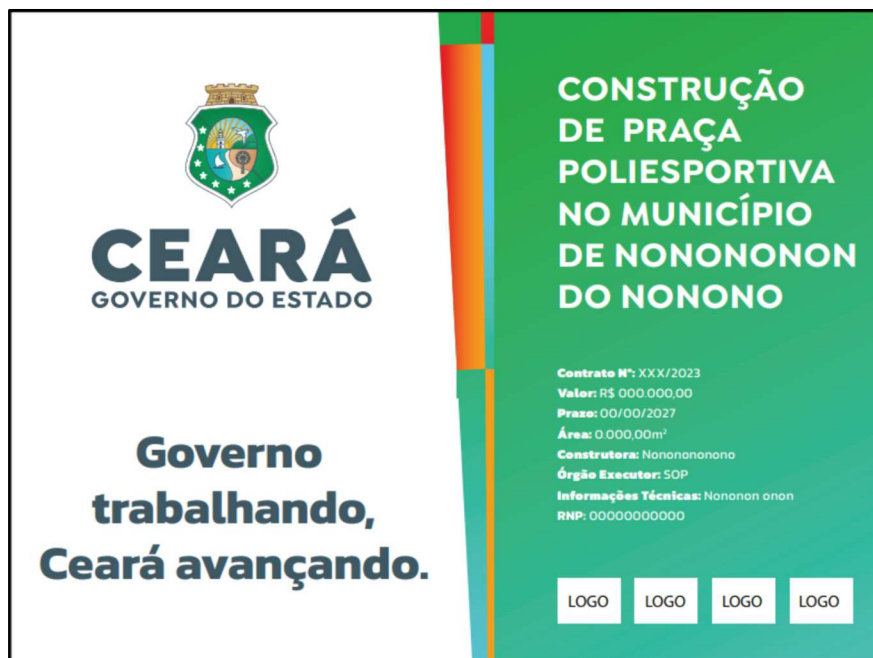 CEARÁ
GOVERNO DO ESTADO
Governo
trabalhando,
Ceará avançando.
CONSTRUÇÃO
DE PRAÇA
POLIESPORTIVA
NO MUNICÍPIO
DE NONONONON
DO NONONO
Contrato Nº: XXX/2023
Valor: R$ 000.000,00
Prazo: 00/00/2027
Área: 0.000,00m²
Construtora: Nonononononono
Órgão Executor: SOP
Informações Técnicas: Nononon onon
RNP: 00000000000
LOGO LOGO LOGO LOGO